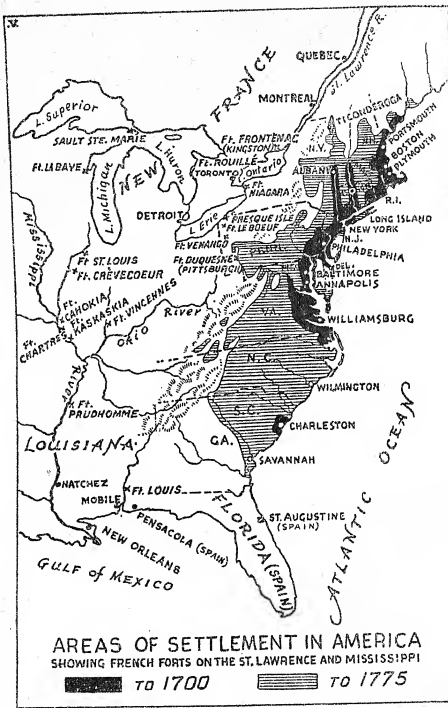 QUEBEC
St. Lawrence R.
FRANCE
MONTREAL
TICONDEROGA
L. Superior
SAULT STE. MARIE
L. Huron
Ft. FRONTENAC
(KINGSTON)
N.Y.
N.H.
PORTSMOUTH
BOSTON
PLYMOUTH
Ft. LABAYE
NEW
Ft. ROUILLÉ
(TORONTO)
Ontario
ALBANY
L. Michigan
Ft.
NIAGARA
R.I.
DETROIT
L. Erie
PRESQUE ISLE
Ft. LE BOEUF
LONG ISLAND
NEW YORK
N.J.
Mississippi
Ft. VENANGO
PHILADELPHIA
Ft. ST. LOUIS
Ft. CRÈVECOEUR
Ft. DUQUESNE
(PITTSBURGH)
PENN.
DEL.
BALTIMORE
ANNAPOLIS
Ft.
CAHOKIA
Ft.
KASKASKIA
Ft. VINCENNES
Ft.
CHARTRES
Ohio
River
VA.
WILLIAMSBURG
River
Ft.
PRUDHOMME
N.C.
WILMINGTON
S.C.
CHARLESTON
LOUISIANA
GA.
SAVANNAH
NATCHEZ
MOBILE
Ft. LOUIS
PENSACOLA (SPAIN)
NEW ORLEANS
FLORIDA (SPAIN)
ST. AUGUSTINE
(SPAIN)
ATLANTIC OCEAN
GULF of MEXICO
AREAS OF SETTLEMENT IN AMERICA
SHOWING FRENCH FORTS ON THE ST. LAWRENCE AND MISSISSIPPI
TO 1700
TO 1775